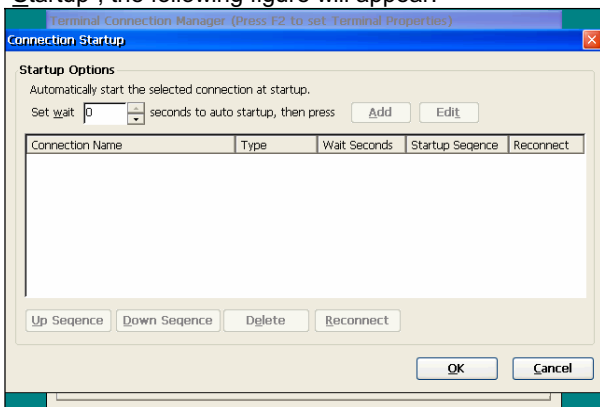 Startup", the following figure will appear:
Terminal Connection Manager (Press F2 to set Terminal Properties)
Connection Startup
Startup Options
Automatically start the selected connection at startup.
Set wait 0 seconds to auto startup, then press Add Edit
Connection Name Type Wait Seconds Startup Seqence Reconnect
Up Seqence Down Seqence Delete Reconnect
OK Cancel